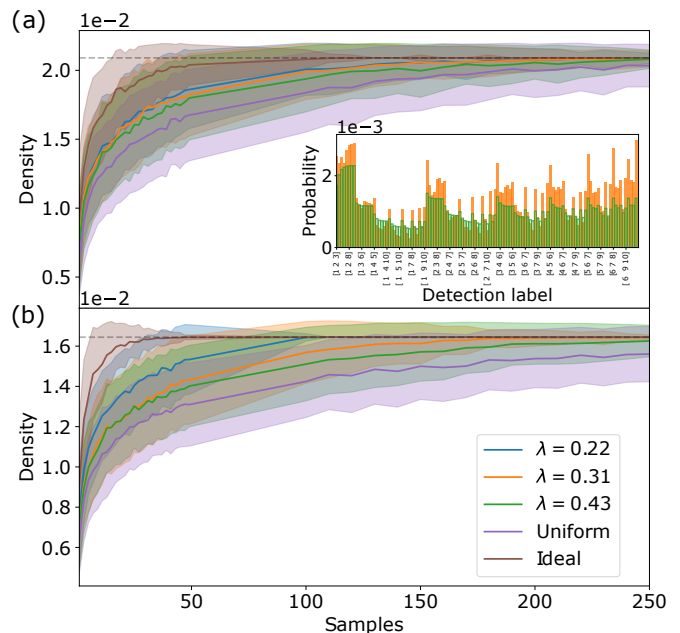 (a)
1e−2
2.0
1.5
1.0
0.5
Density
1e−3
2
0
Probability
[1 2 3]
[1 2 8]
[1 3 6]
[1 4 5]
[ 1 4 10]
[ 1 5 10]
[1 7 8]
[ 1 9 10]
[2 3 8]
[2 4 7]
[2 5 7]
[2 6 8]
[ 2 7 10]
[3 4 6]
[3 5 6]
[3 6 7]
[3 7 9]
[4 5 6]
[4 6 7]
[4 7 9]
[5 6 7]
[5 7 9]
[6 7 8]
[ 6 9 10]
Detection label
(b)
1e−2
1.6
1.4
1.2
1.0
0.8
0.6
Density
λ = 0.22
λ = 0.31
λ = 0.43
Uniform
Ideal
50
100
150
200
250
Samples